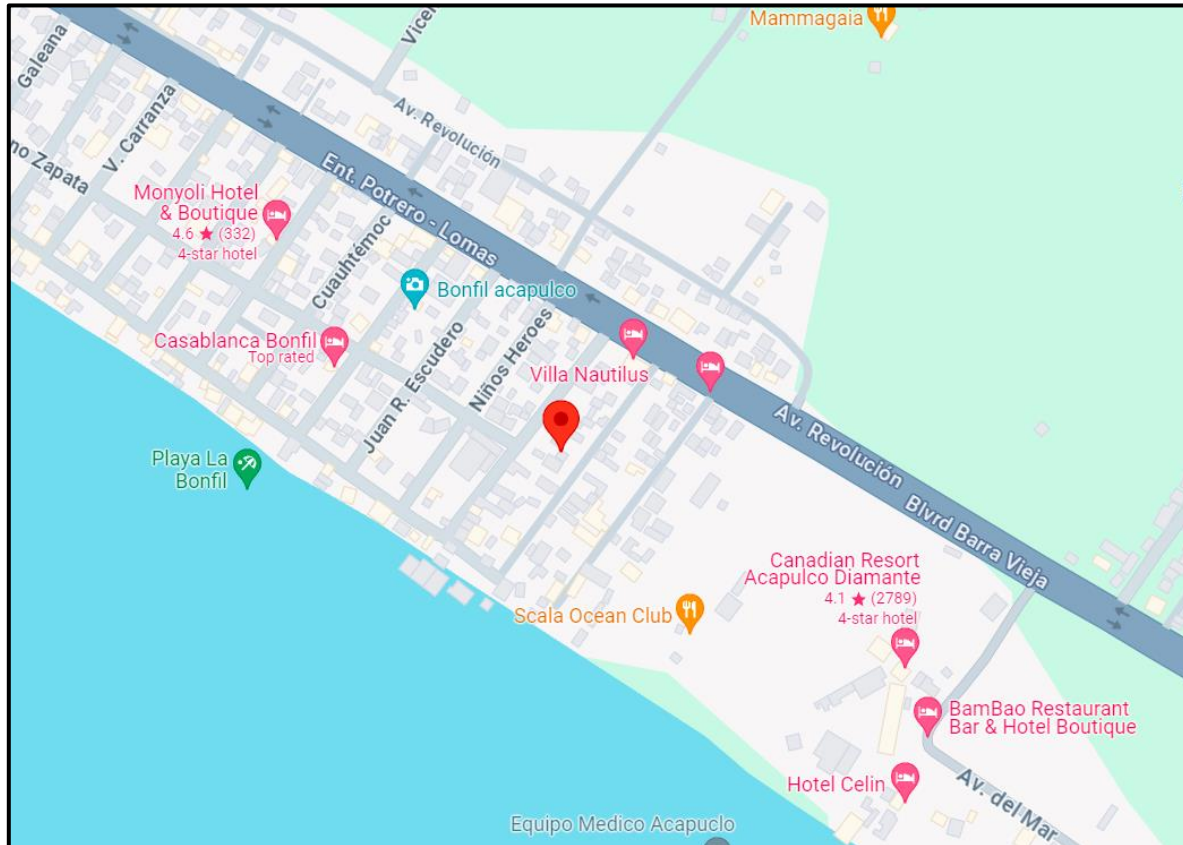 Mammagaia
Galeana
Vicer
V. Carranza
Av. Revolución
no Zapata
Ent. Potrero - Lomas
Monyoli Hotel
& Boutique
4.6 ★ (332)
4-star hotel
Cuauhtémoc
Bonfil acapulco
Casablanca Bonfil
Top rated
Juan R. Escudero
Niños Heroes
Villa Nautilus
Av. Revolución
Playa La
Bonfil
Blvrd Barra Vieja
Canadian Resort
Acapulco Diamante
4.1 ★ (2789)
4-star hotel
Scala Ocean Club
BamBao Restaurant
Bar & Hotel Boutique
Hotel Celin
Av. del Mar
Equipo Medico Acapuclo